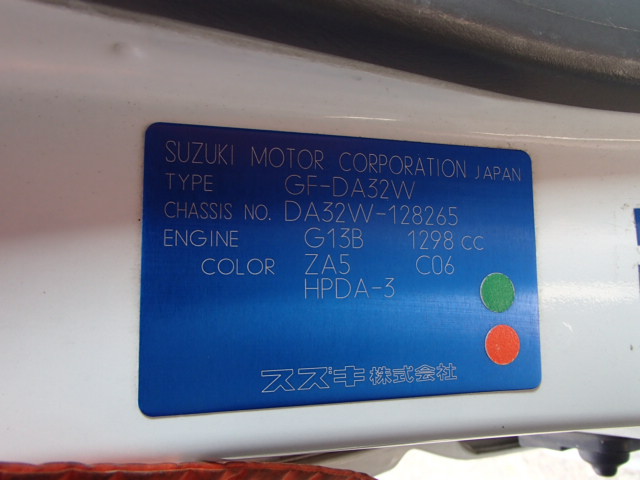 SUZUKI MOTOR CORPORATION JAPAN
TYPE GF-DA32W
CHASSIS NO. DA32W-128265
ENGINE G13B 1298 CC
COLOR ZA5 C06
HPDA-3
スズキ株式会社